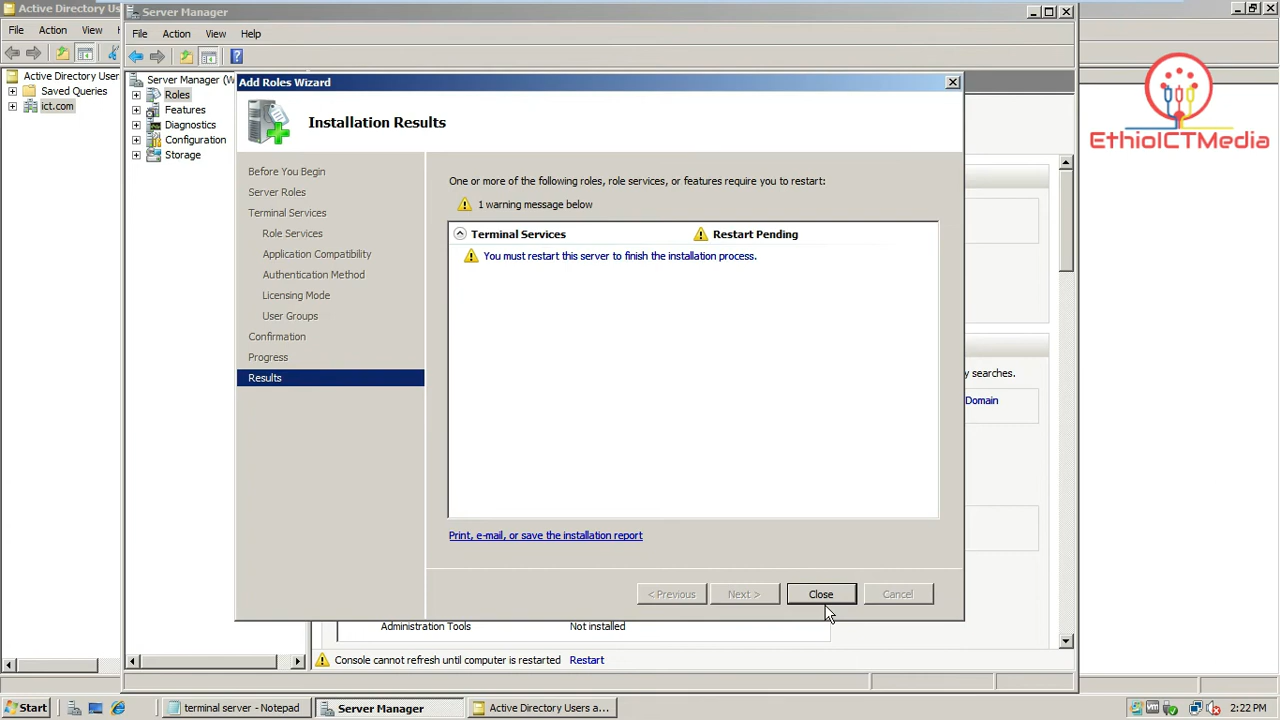 Active Directory Us
File Action View
Active Directory Users
Saved Queries
ict.com
Server Manager
File Action View Help
Server Manager (W
Roles
Features
Diagnostics
Configuration
Storage
Add Roles Wizard
Installation Results
Before You Begin
Server Roles
Terminal Services
Role Services
Application Compatibility
Authentication Method
Licensing Mode
User Groups
Confirmation
Progress
Results
One or more of the following roles, role services, or features require you to restart:
1 warning message below
Terminal Services Restart Pending
You must restart this server to finish the installation process.
Print, e-mail, or save the installation report
< Previous Next > Close Cancel
y searches.
Domain
Administration Tools Not installed
Console cannot refresh until computer is restarted Restart
EthioICTMedia
Start terminal server - Notepad Server Manager Active Directory Users a... 2:22 PM